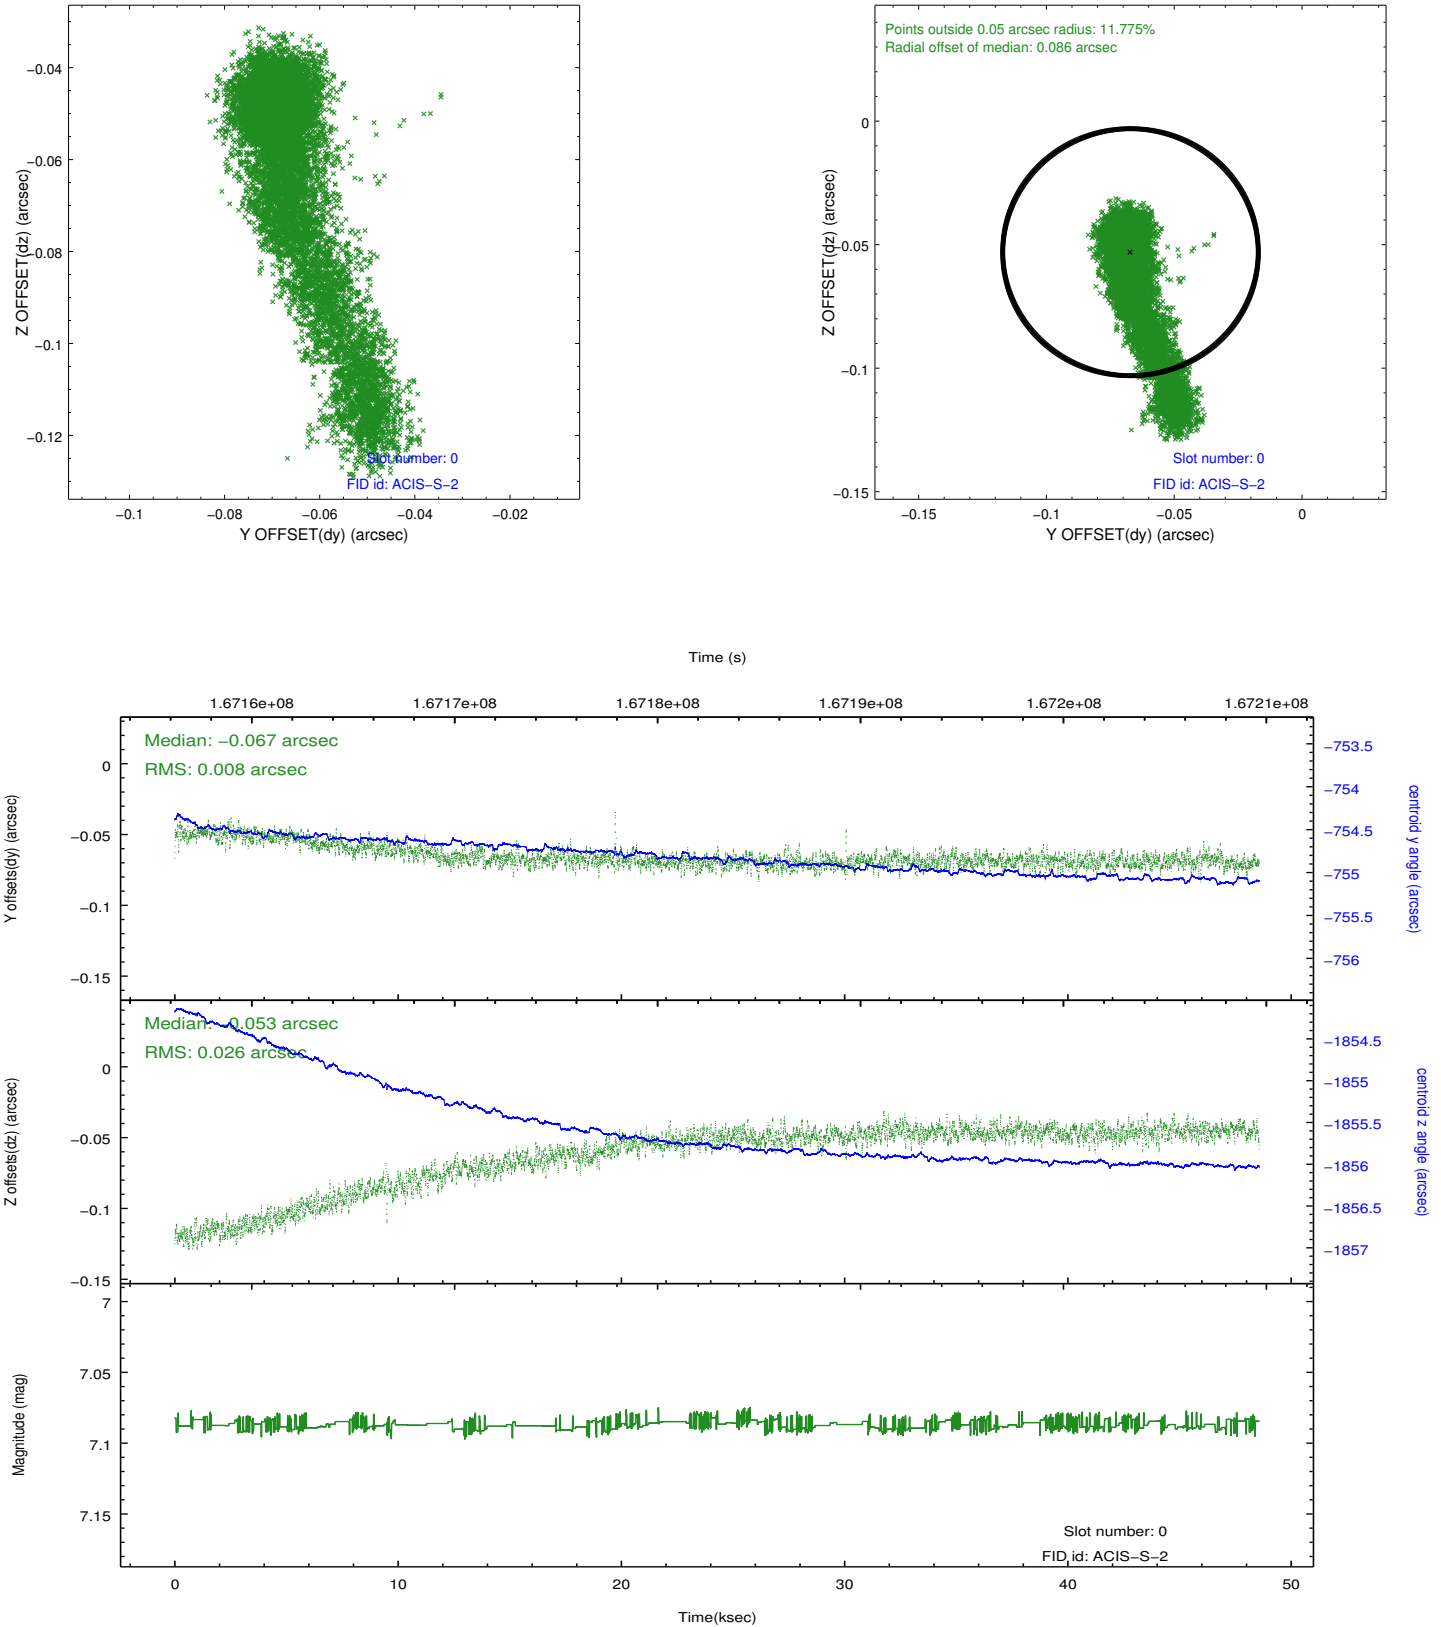 −0.04
−0.06
−0.08
−0.1
−0.12
Z OFFSET(dz) (arcsec)
Slot number: 0
FID id: ACIS−S−2
−0.1
−0.08
−0.06
−0.04
−0.02
Y OFFSET(dy) (arcsec)
Points outside 0.05 arcsec radius: 11.775%
Radial offset of median: 0.086 arcsec
0
−0.05
−0.1
−0.15
Z OFFSET(dz) (arcsec)
Slot number: 0
FID id: ACIS−S−2
−0.15
−0.1
−0.05
0
Y OFFSET(dy) (arcsec)
Time (s)
1.6716e+08
1.6717e+08
1.6718e+08
1.6719e+08
1.672e+08
1.6721e+08
Median: −0.067 arcsec
RMS: 0.008 arcsec
0
−0.05
−0.1
−0.15
Y offsets(dy) (arcsec)
−753.5
−754
−754.5
−755
−755.5
−756
centroid y angle (arcsec)
Median: −0.053 arcsec
RMS: 0.026 arcsec
0
−0.05
−0.1
−0.15
Z offsets(dz) (arcsec)
−1854.5
−1855
−1855.5
−1856
−1856.5
−1857
centroid z angle (arcsec)
7
7.05
7.1
7.15
Magnitude (mag)
Slot number: 0
FID id: ACIS−S−2
0
10
20
30
40
50
Time(ksec)